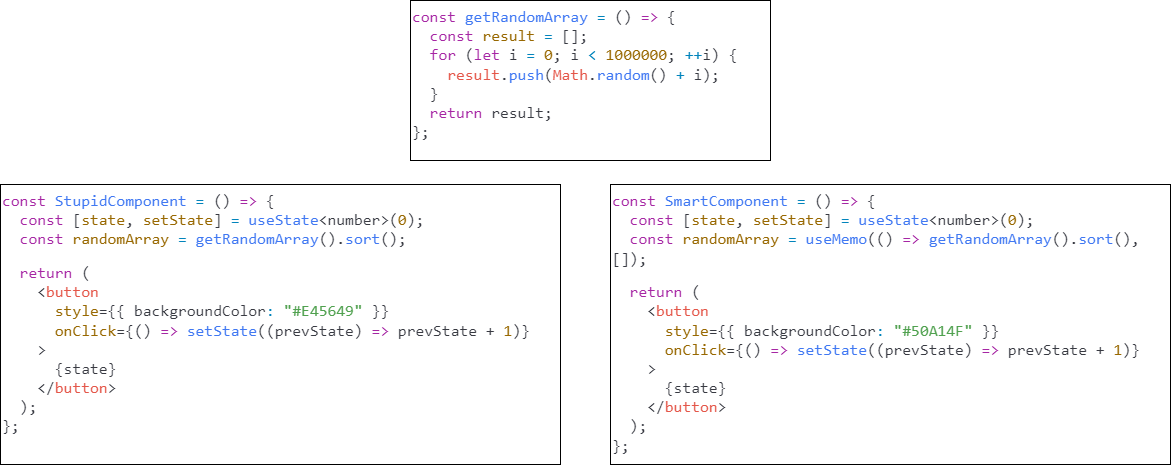 const getRandomArray = () => {
  const result = [];
  for (let i = 0; i < 1000000; ++i) {
    result.push(Math.random() + i);
  }
  return result;
};
const StupidComponent = () => {
  const [state, setState] = useState<number>(0);
  const randomArray = getRandomArray().sort();
  return (
    <button
      style={{ backgroundColor: "#E45649" }}
      onClick={() => setState((prevState) => prevState + 1)}
    >
      {state}
    </button>
  );
};
const SmartComponent = () => {
  const [state, setState] = useState<number>(0);
  const randomArray = useMemo(() => getRandomArray().sort(),
[]);
  return (
    <button
      style={{ backgroundColor: "#50A14F" }}
      onClick={() => setState((prevState) => prevState + 1)}
    >
      {state}
    </button>
  );
};